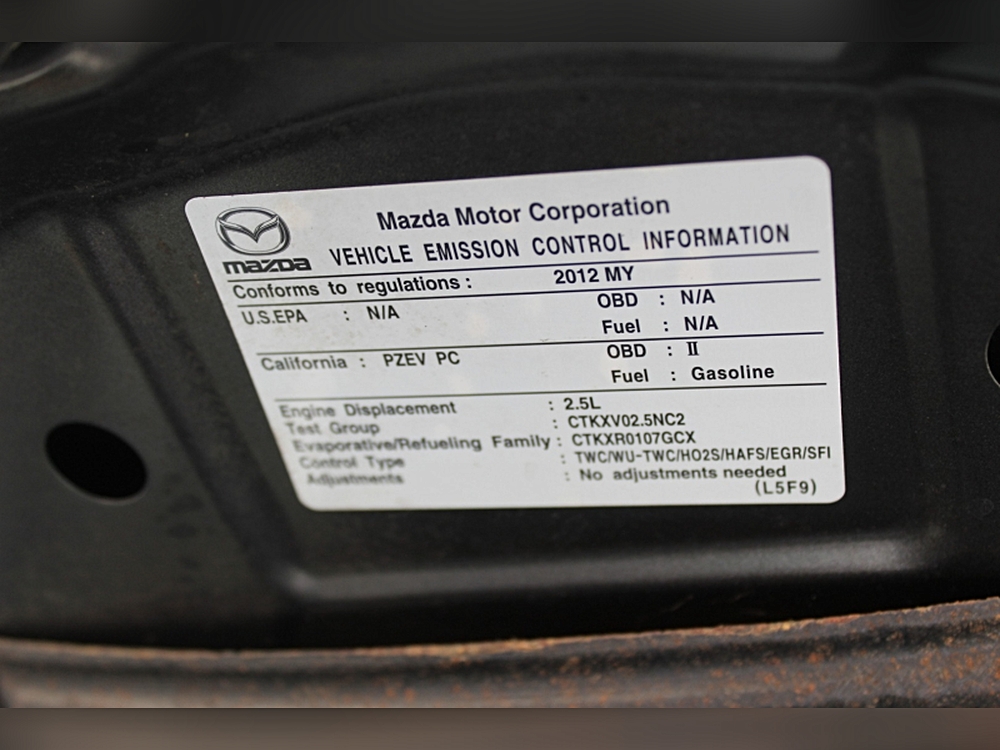 mazda
Mazda Motor Corporation
VEHICLE EMISSION CONTROL INFORMATION
Conforms to regulations : 2012 MY
U.S.EPA : N/A OBD : N/A
Fuel : N/A
California : PZEV PC OBD : II
Fuel : Gasoline
Engine Displacement : 2.5L
Test Group : CTKXV02.5NC2
Evaporative/Refueling Family : CTKXR0107GCX
Control Type : TWC/WU-TWC/HO2S/HAFS/EGR/SFI
Adjustments : No adjustments needed
(L5F9)